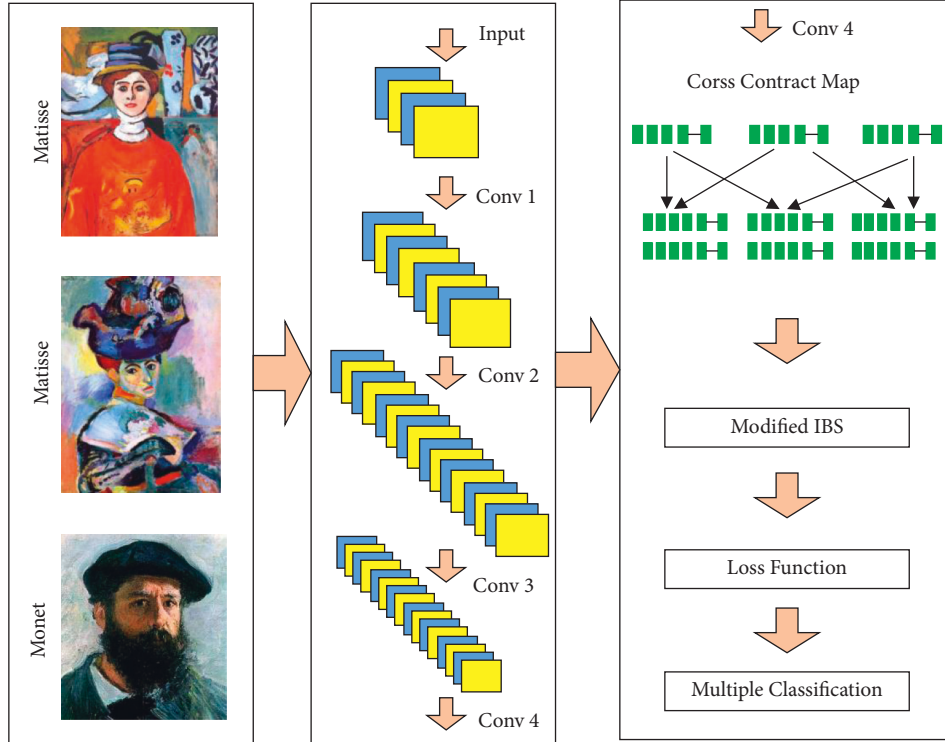 Matisse
Matisse
Monet
Input
Conv 1
Conv 2
Conv 3
Conv 4
Conv 4
Corss Contract Map
Modified IBS
Loss Function
Multiple Classification